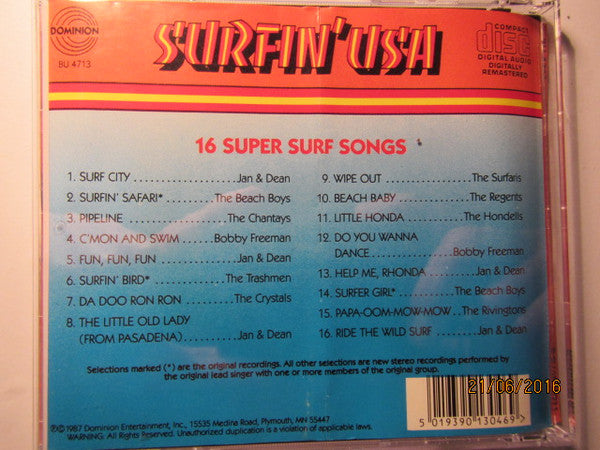 DOMINION
BU 4713
SURFIN' USA
COMPACT
disc
DIGITAL AUDIO
DIGITALLY
REMASTERED
16 SUPER SURF SONGS
1. SURF CITY ..................... Jan & Dean
2. SURFIN' SAFARI* ........ The Beach Boys
3. PIPELINE .................... The Chantays
4. C'MON AND SWIM ....... Bobby Freeman
5. FUN, FUN, FUN ............... Jan & Dean
6. SURFIN' BIRD* ............ The Trashmen
7. DA DOO RON RON ......... The Crystals
8. THE LITTLE OLD LADY
(FROM PASADENA) ........... Jan & Dean
9. WIPE OUT .................... The Surfaris
10. BEACH BABY ............... The Regents
11. LITTLE HONDA ............ The Hondells
12. DO YOU WANNA
DANCE ................ Bobby Freeman
13. HELP ME, RHONDA ........ Jan & Dean
14. SURFER GIRL* ......... The Beach Boys
15. PAPA-OOM-MOW-MOW .. The Rivingtons
16. RIDE THE WILD SURF ..... Jan & Dean
Selections marked (*) are the original recordings. All other selections are new stereo recordings performed by
the original lead singer with one or more members of the original group.
℗©1987 Dominion Entertainment, Inc., 15535 Medina Road, Plymouth, MN 55447
WARNING: All Rights Reserved. Unauthorized duplication is a violation of applicable laws.
5 019390 130469 >
21/06/2016